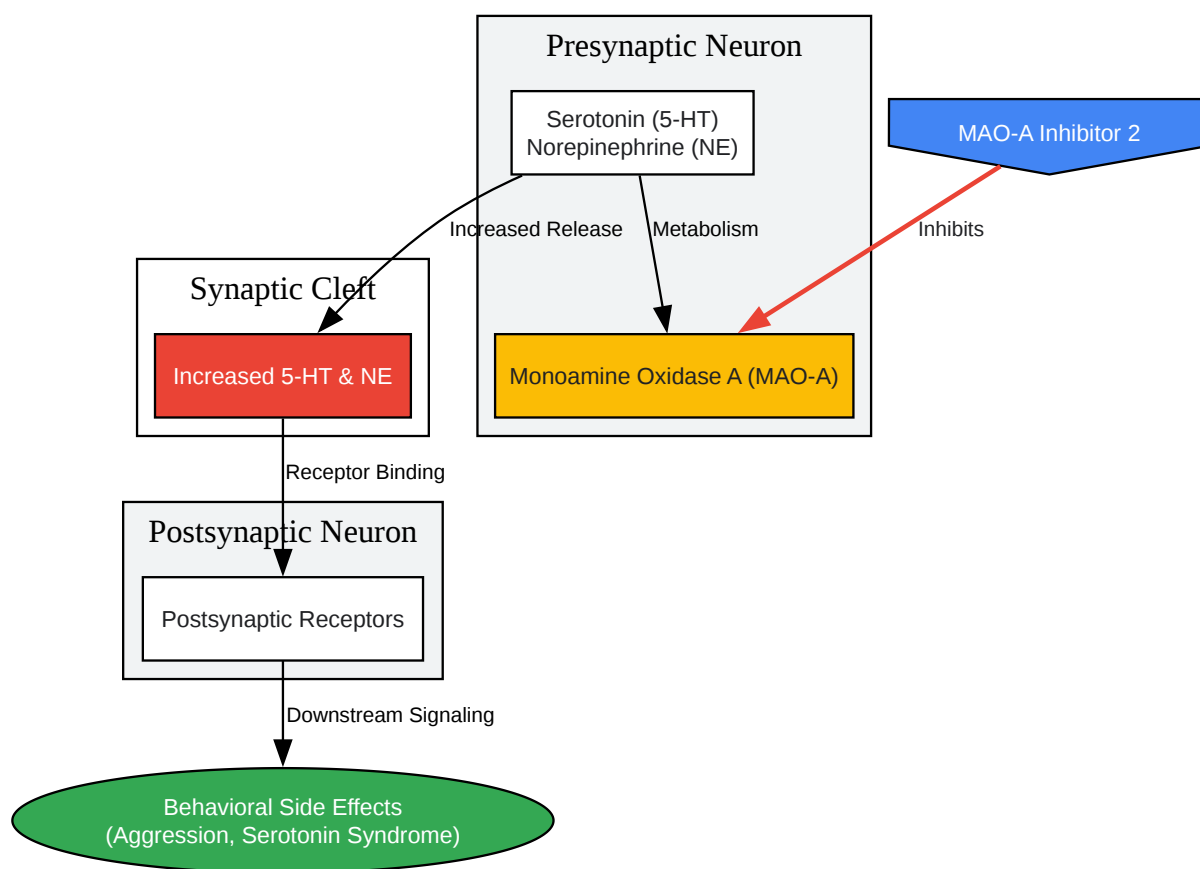 Presynaptic Neuron
Serotonin (5-HT)
Norepinephrine (NE)
MAO-A Inhibitor 2
Increased Release
Metabolism
Inhibits
Synaptic Cleft
Increased 5-HT & NE
Monoamine Oxidase A (MAO-A)
Receptor Binding
Postsynaptic Neuron
Postsynaptic Receptors
Downstream Signaling
Behavioral Side Effects
(Aggression, Serotonin Syndrome)